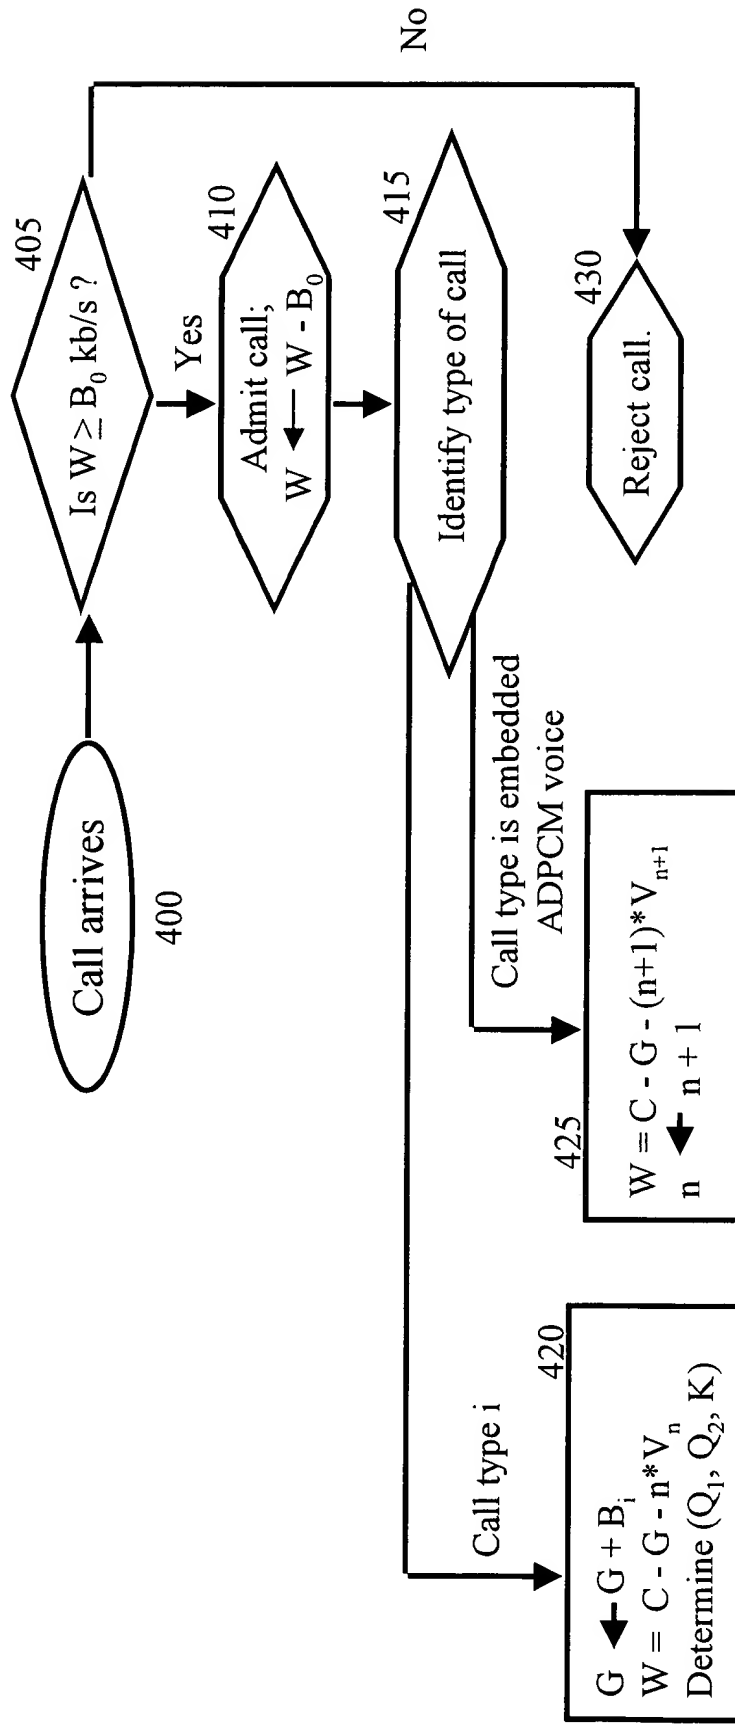 Call arrives
400
Is W ≥ B₀ kb/s ?
405
No
Yes
410
Admit call;
W ← W - B₀
415
Identify type of call
430
Reject call.
Call type is embedded
ADPCM voice
Call type i
425
W = C - G - (n+1)*Vₙ₊₁
n ← n + 1
420
G ← G + Bᵢ
W = C - G - n*Vₙ
Determine (Q₁, Q₂, K)